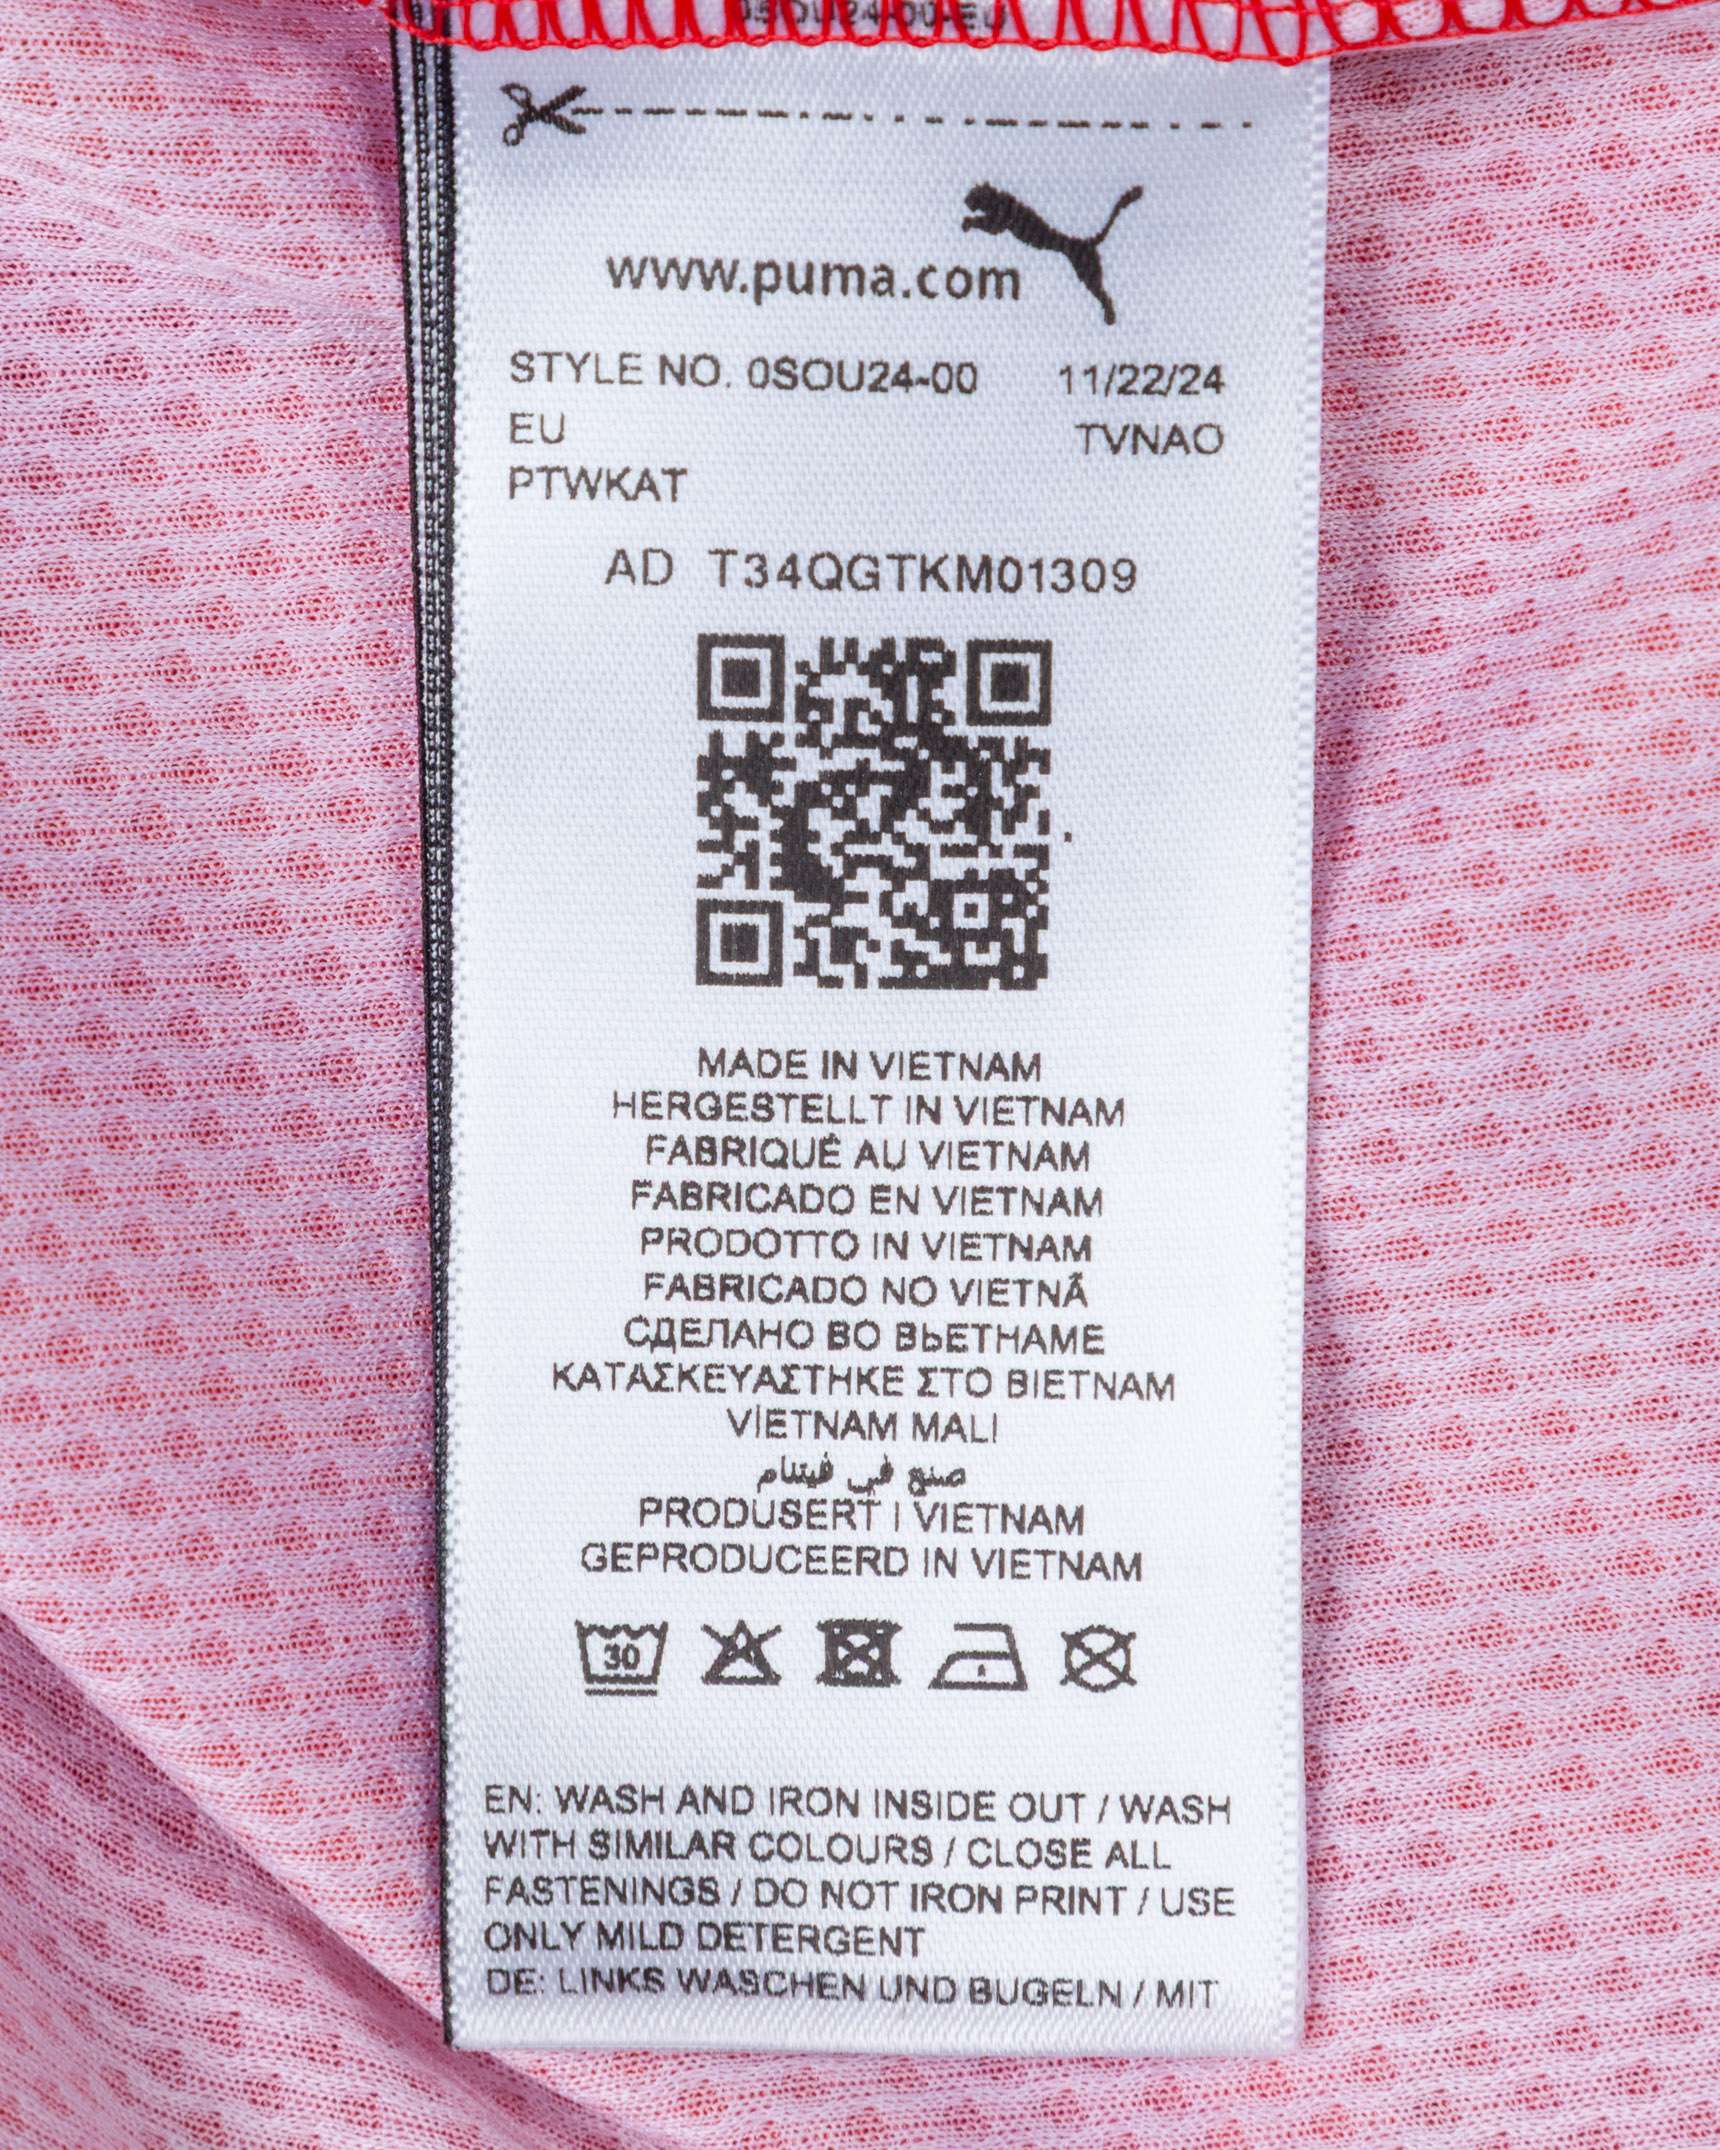 0SOU24-00-EU
www.puma.com
STYLE NO. 0SOU24-00 11/22/24
EU TVNAO
PTWKAT
AD T34QGTKM01309
MADE IN VIETNAM
HERGESTELLT IN VIETNAM
FABRIQUÉ AU VIETNAM
FABRICADO EN VIETNAM
PRODOTTO IN VIETNAM
FABRICADO NO VIETNÃ
СДЕЛАНО ВО ВЬЕТНАМЕ
ΚΑΤΑΣΚΕΥΑΣΤΗΚΕ ΣΤΟ ΒΙΕΤΝΑΜ
VİETNAM MALI
صنع في فيتنام
PRODUSERT I VIETNAM
GEPRODUCEERD IN VIETNAM
30
EN: WASH AND IRON INSIDE OUT / WASH
WITH SIMILAR COLOURS / CLOSE ALL
FASTENINGS / DO NOT IRON PRINT / USE
ONLY MILD DETERGENT
DE: LINKS WASCHEN UND BUGELN / MIT